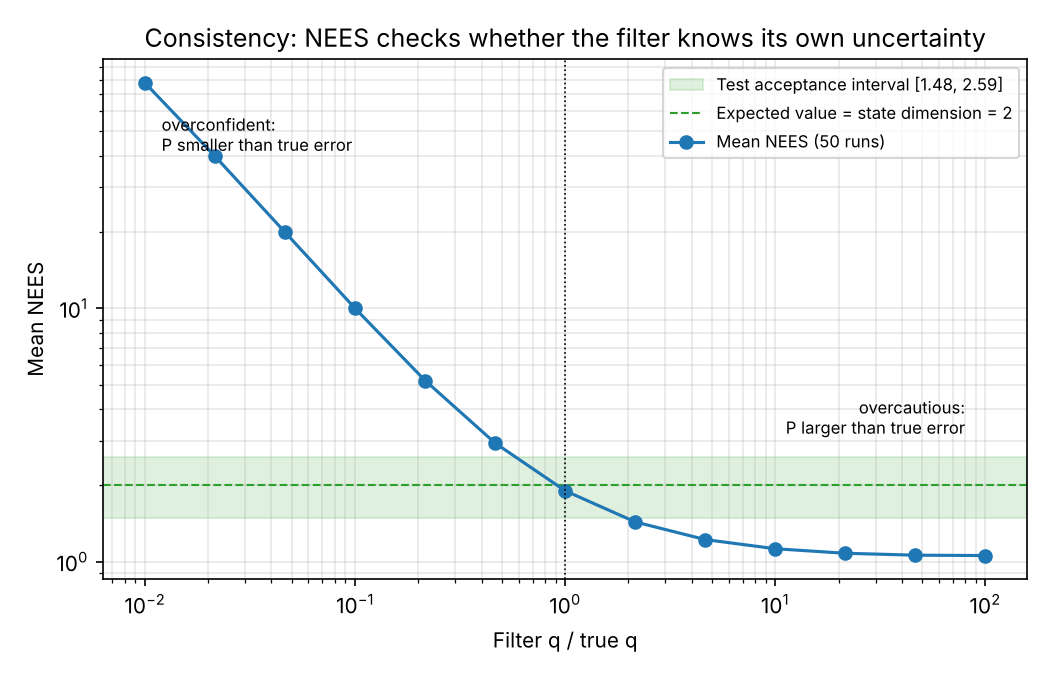 Consistency: NEES checks whether the filter knows its own uncertainty
Test acceptance interval [1.48, 2.59]
Expected value = state dimension = 2
Mean NEES (50 runs)
overconfident:
P smaller than true error
overcautious:
P larger than true error
Mean NEES
10¹
10⁰
10⁻² 10⁻¹ 10⁰ 10¹ 10²
Filter q / true q